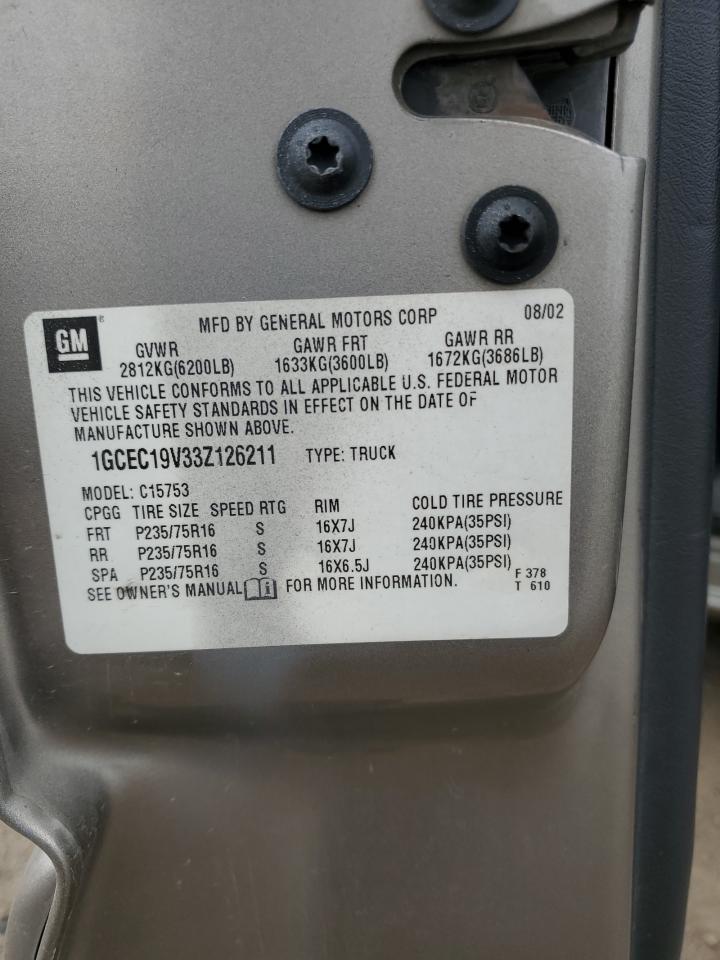 GM
MFD BY GENERAL MOTORS CORP 08/02
GVWR GAWR FRT GAWR RR
2812KG(6200LB) 1633KG(3600LB) 1672KG(3686LB)
THIS VEHICLE CONFORMS TO ALL APPLICABLE U.S. FEDERAL MOTOR
VEHICLE SAFETY STANDARDS IN EFFECT ON THE DATE OF
MANUFACTURE SHOWN ABOVE.
1GCEC19V33Z126211 TYPE: TRUCK
MODEL: C15753
CPGG TIRE SIZE SPEED RTG RIM COLD TIRE PRESSURE
FRT P235/75R16 S 16X7J 240KPA(35PSI)
RR P235/75R16 S 16X7J 240KPA(35PSI)
SPA P235/75R16 S 16X6.5J 240KPA(35PSI)
SEE OWNER'S MANUAL i FOR MORE INFORMATION.
F 378
T 610